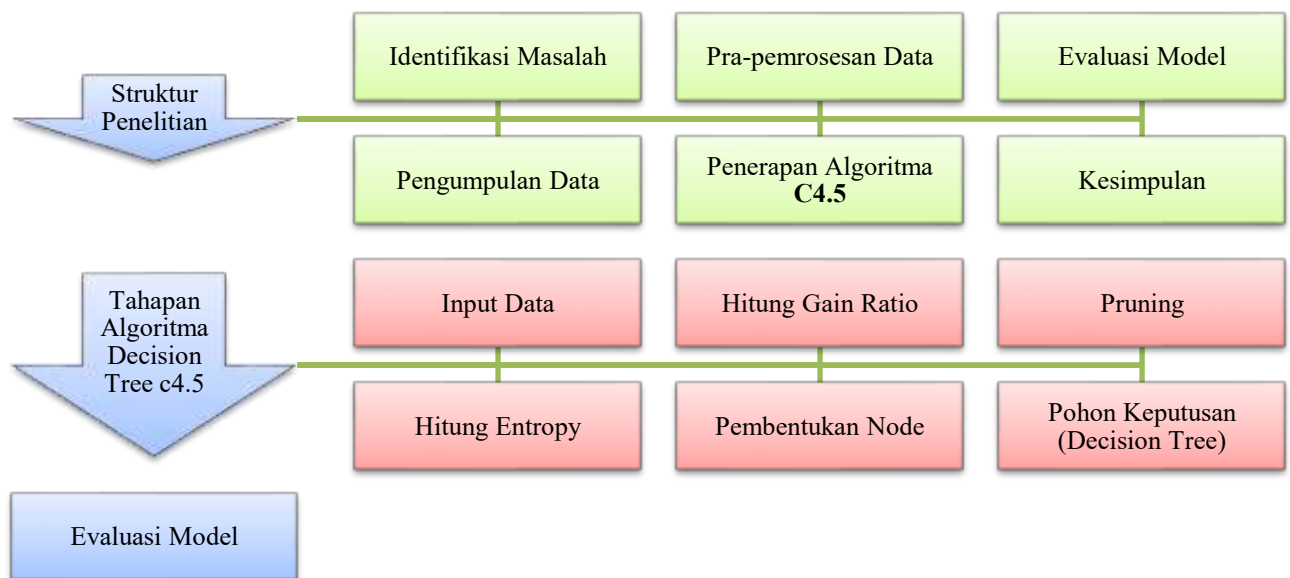 Struktur
Penelitian
Identifikasi Masalah
Pengumpulan Data
Pra-pemrosesan Data
Penerapan Algoritma
C4.5
Evaluasi Model
Kesimpulan
Tahapan
Algoritma
Decision
Tree c4.5
Input Data
Hitung Entropy
Hitung Gain Ratio
Pembentukan Node
Pruning
Pohon Keputusan
(Decision Tree)
Evaluasi Model